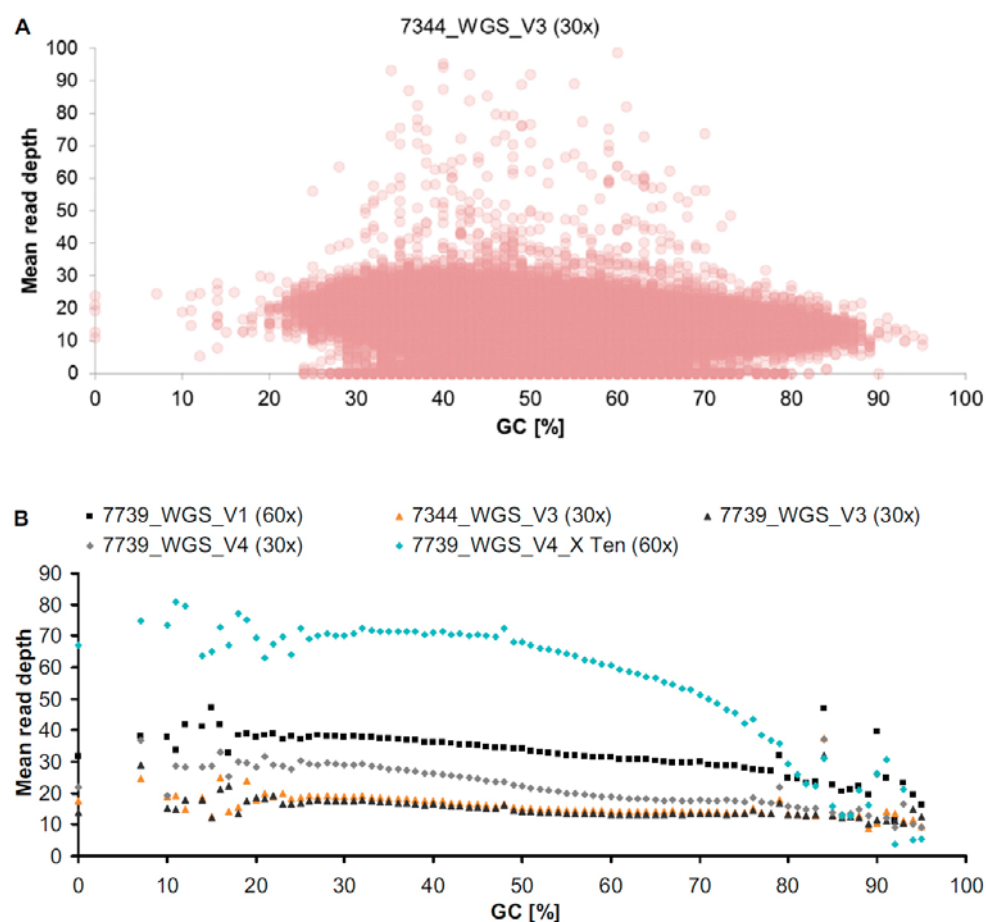 A
7344_WGS_V3 (30x)
Mean read depth
100
90
80
70
60
50
40
30
20
10
0
0 10 20 30 40 50 60 70 80 90 100
GC [%]
B
7739_WGS_V1 (60x) 7344_WGS_V3 (30x) 7739_WGS_V3 (30x)
7739_WGS_V4 (30x) 7739_WGS_V4_X Ten (60x)
Mean read depth
90
80
70
60
50
40
30
20
10
0
0 10 20 30 40 50 60 70 80 90 100
GC [%]